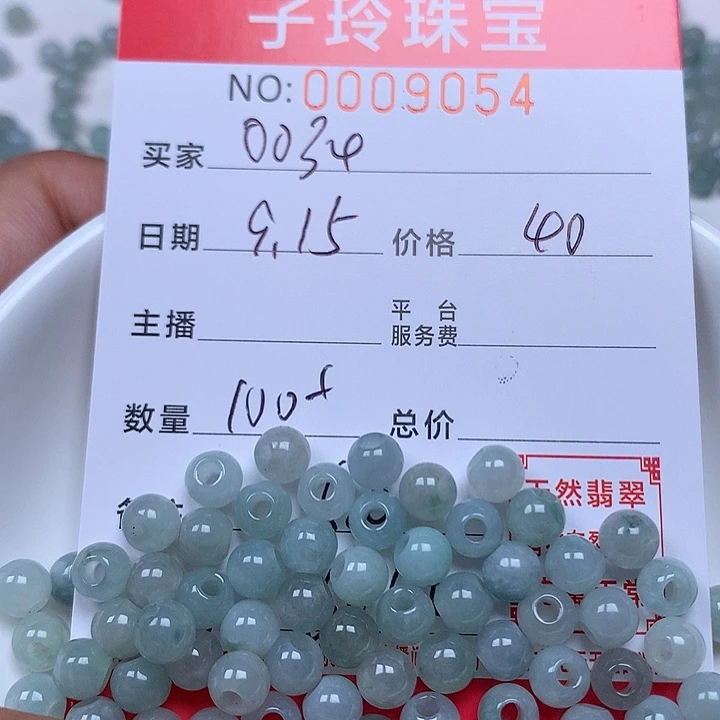 子玲珠宝
NO: 0009054
买家 0034
日期 9.15 价格 40
主播 平台服务费
数量 100+ 总价
天然翡翠